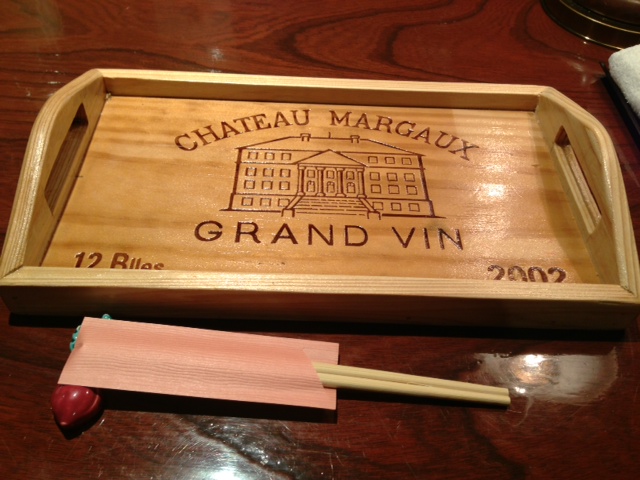 CHATEAU MARGAUX
GRAND VIN
12 Blles 2002